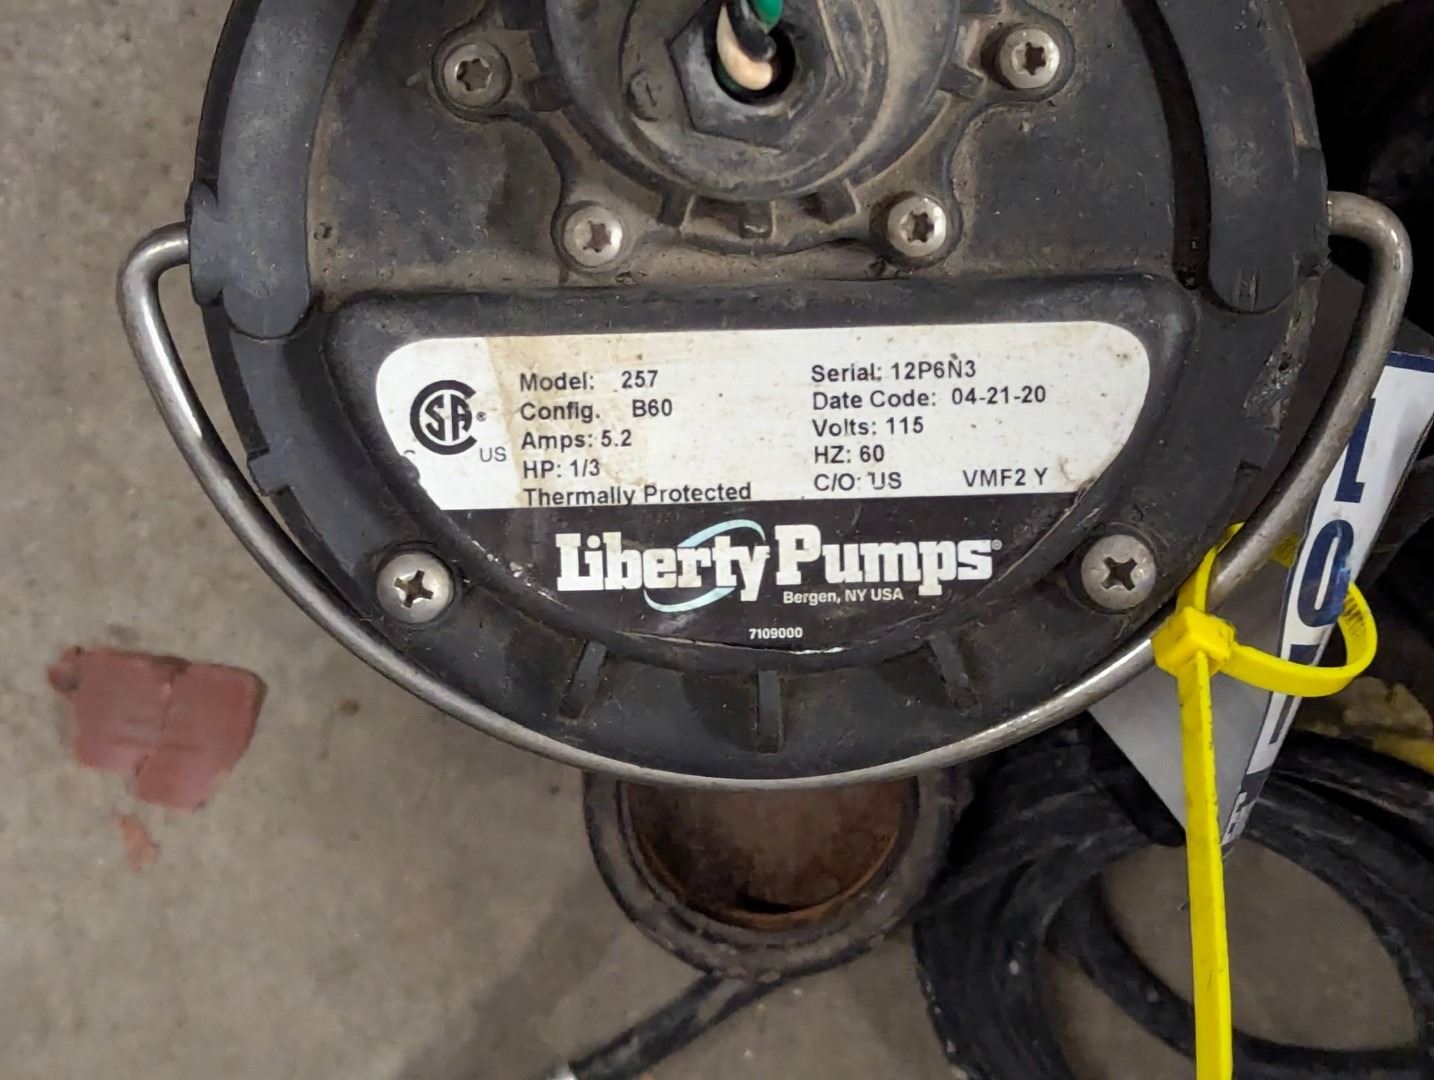 Model: 257
Config. B60
Amps: 5.2
HP: 1/3
Thermally Protected
Serial: 12P6N3
Date Code: 04-21-20
Volts: 115
HZ: 60
C/O: US VMF2 Y
CSA® US
Liberty Pumps®
Bergen, NY USA
7109000